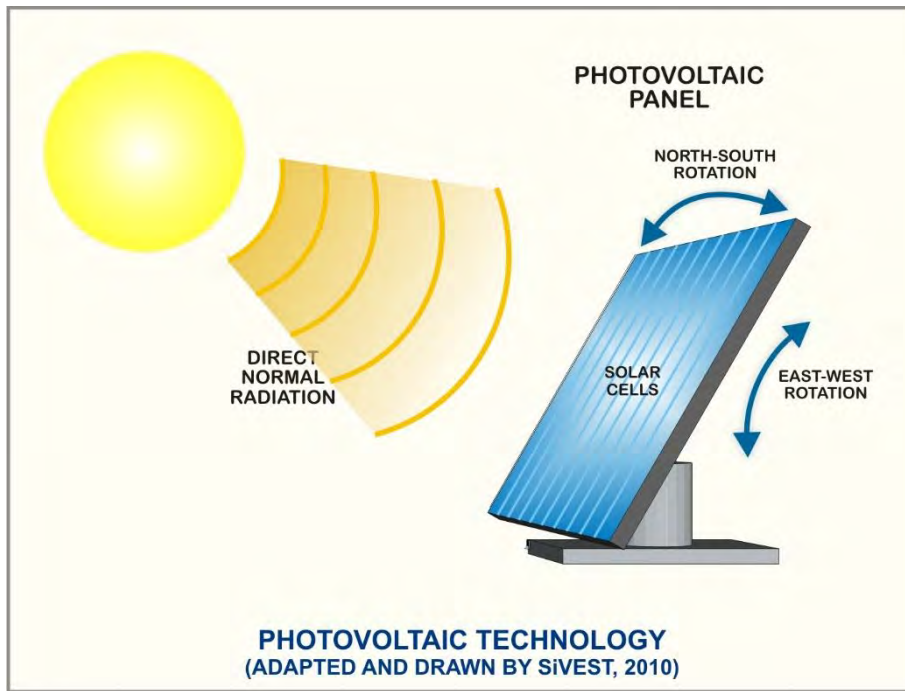 PHOTOVOLTAIC
PANEL
NORTH-SOUTH
ROTATION
DIRECT
NORMAL
RADIATION
SOLAR
CELLS
EAST-WEST
ROTATION
PHOTOVOLTAIC TECHNOLOGY
(ADAPTED AND DRAWN BY SiVEST, 2010)